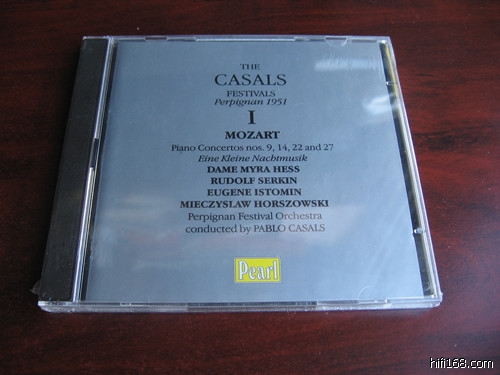 THE
CASALS
FESTIVALS
Perpignan 1951
I
MOZART
Piano Concertos nos. 9, 14, 22 and 27
Eine Kleine Nachtmusik
DAME MYRA HESS
RUDOLF SERKIN
EUGENE ISTOMIN
MIECZYSLAW HORSZOWSKI
Perpignan Festival Orchestra
conducted by PABLO CASALS
Pearl
hifi168.com